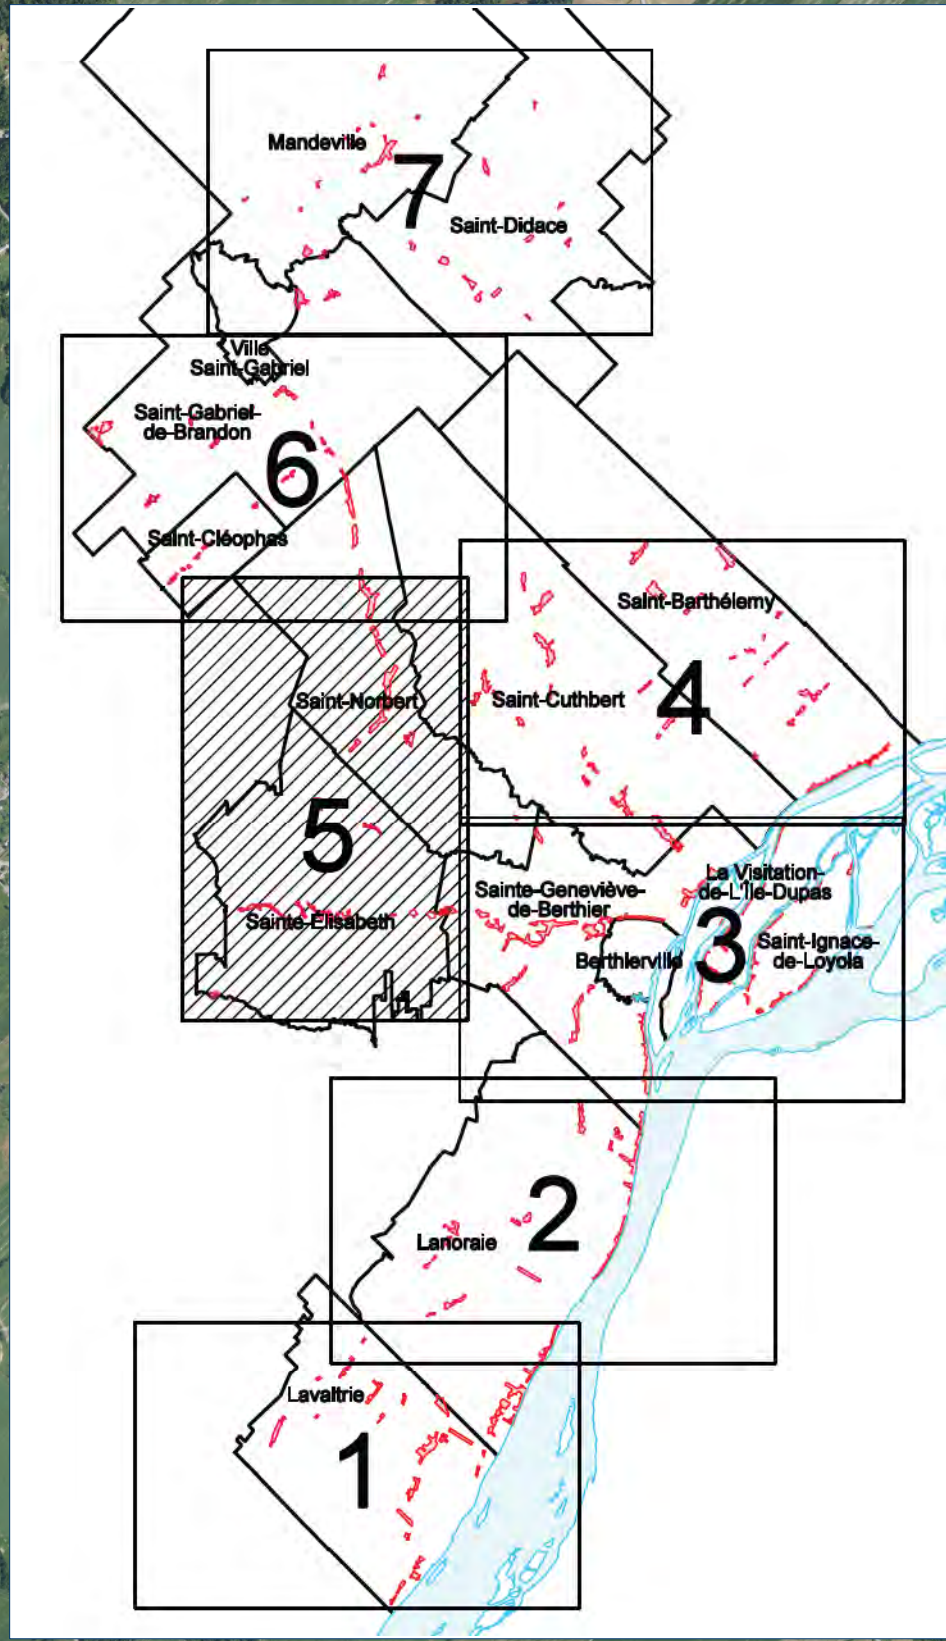 Mandeville
7
Saint-Didace
Ville
Saint-Gabriel
Saint-Gabriel-
de-Brandon
6
Saint-Cléophas
Saint-Barthélemy
Saint-Norbert
Saint-Cuthbert
4
5
La Visitation-
de-L'Île-Dupas
Sainte-Geneviève-
de-Berthier
Sainte-Élisabeth
3
Saint-Ignace-
de-Loyola
Berthierville
2
Lanoraie
Lavaltrie
1